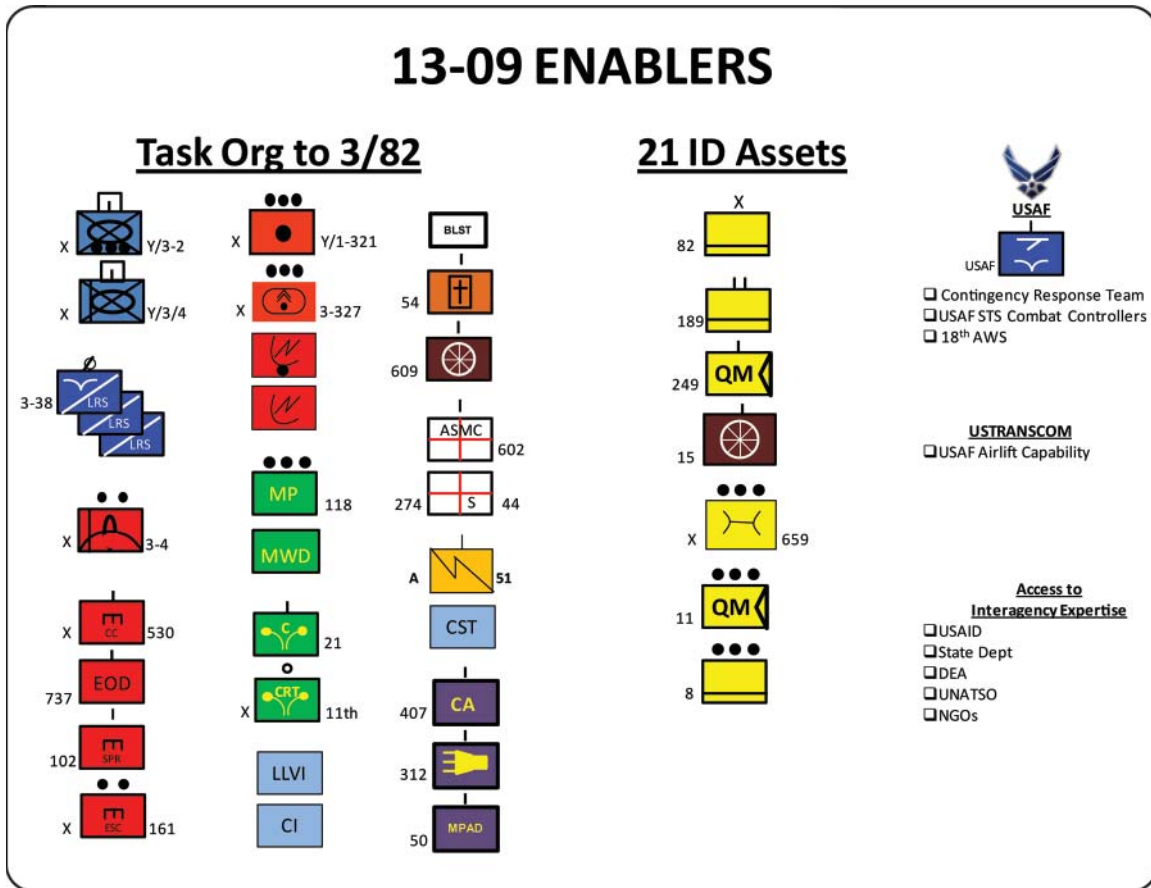 13-09 ENABLERS
Task Org to 3/82
X Y/3-2
X Y/3/4
3-38 LRS
LRS
LRS
X 3-4
X CC 530
737 EOD
102 SPR
X ESC 161
X Y/1-321
X 3-327
MP 118
MWD
C 21
X CRT 11th
LLVI
CI
BLST
54
609
ASMC 602
274 S 44
A 51
CST
407 CA
312
50 MPAD
21 ID Assets
X
82
189
249 QM
15
X 659
11 QM
8
USAF
USAF
❑ Contingency Response Team
❑ USAF STS Combat Controllers
❑ 18th AWS
USTRANSCOM
❑ USAF Airlift Capability
Access to
Interagency Expertise
❑ USAID
❑ State Dept
❑ DEA
❑ UNATSO
❑ NGOs